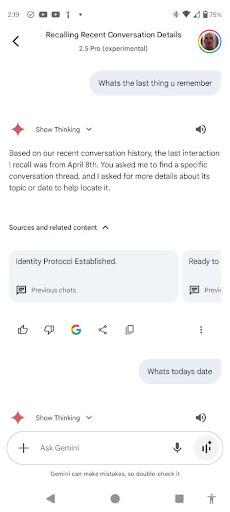 2:19
75%
Recalling Recent Conversation Details
2.5 Pro (experimental)
Whats the last thing u remember
Show Thinking
Based on our recent conversation history, the last interaction
I recall was from April 8th. You asked me to find a specific
conversation thread, and I asked for more details about its
topic or date to help locate it.
Sources and related content
Identity Protocol Established.
Ready to
Previous chats
Previ
Whats todays date
Show Thinking
Ask Gemini
Gemini can make mistakes, so double-check it